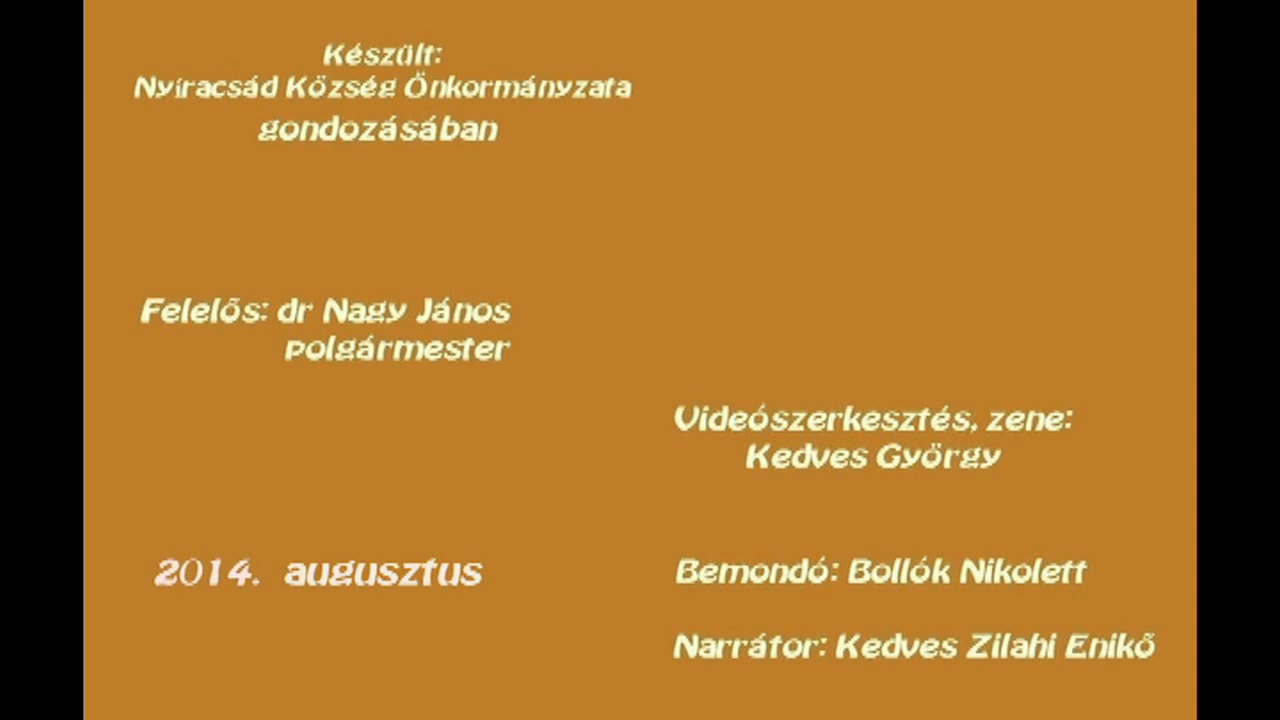 Készült:
Nyíracsád Község Önkormányzata
gondozásában
Felelős: dr Nagy János
polgármester
Videószerkesztés, zene:
Kedves György
2014. augusztus
Bemondó: Bollók Nikolett
Narrátor: Kedves Zilahi Enikő